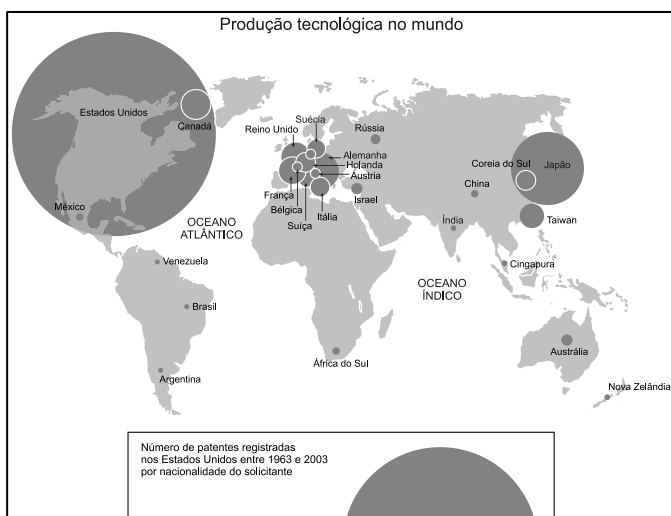 Produção tecnológica no mundo
Estados Unidos
Canadá
México
Reino Unido
Suécia
Rússia
Alemanha
Holanda
Áustria
França
Bélgica
Suíça
Itália
Israel
Coreia do Sul
Japão
China
Taiwan
Índia
Cingapura
OCEANO
ATLÂNTICO
OCEANO
ÍNDICO
Venezuela
Brasil
Argentina
África do Sul
Austrália
Nova Zelândia
Número de patentes registradas
nos Estados Unidos entre 1963 e 2003
por nacionalidade do solicitante